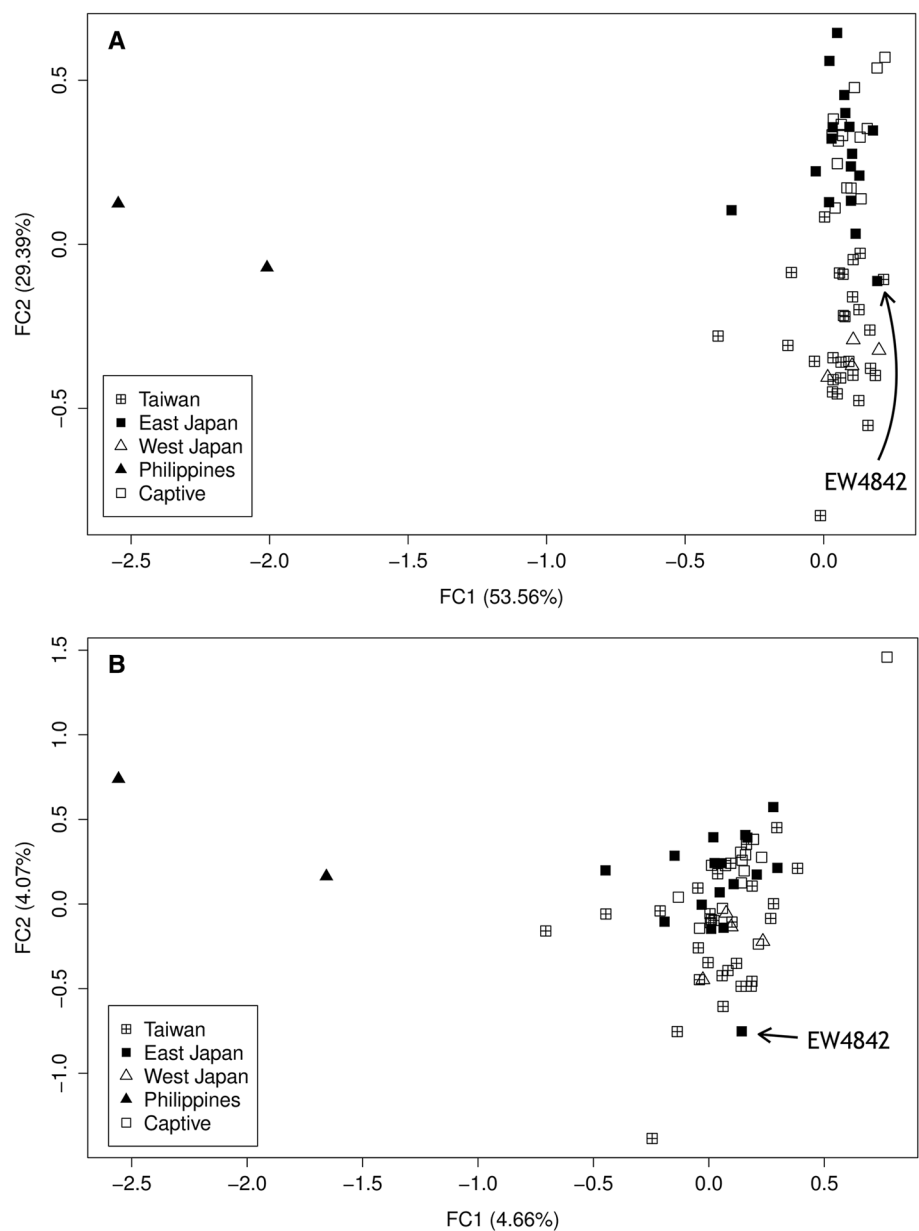 A
0.5
0.0
−0.5
FC2 (29.39%)
Taiwan
East Japan
West Japan
Philippines
Captive
EW4842
−2.5 −2.0 −1.5 −1.0 −0.5 0.0
FC1 (53.56%)
B
1.5
1.0
0.5
0.0
−0.5
−1.0
FC2 (4.07%)
Taiwan
East Japan
West Japan
Philippines
Captive
EW4842
−2.5 −2.0 −1.5 −1.0 −0.5 0.0 0.5
FC1 (4.66%)